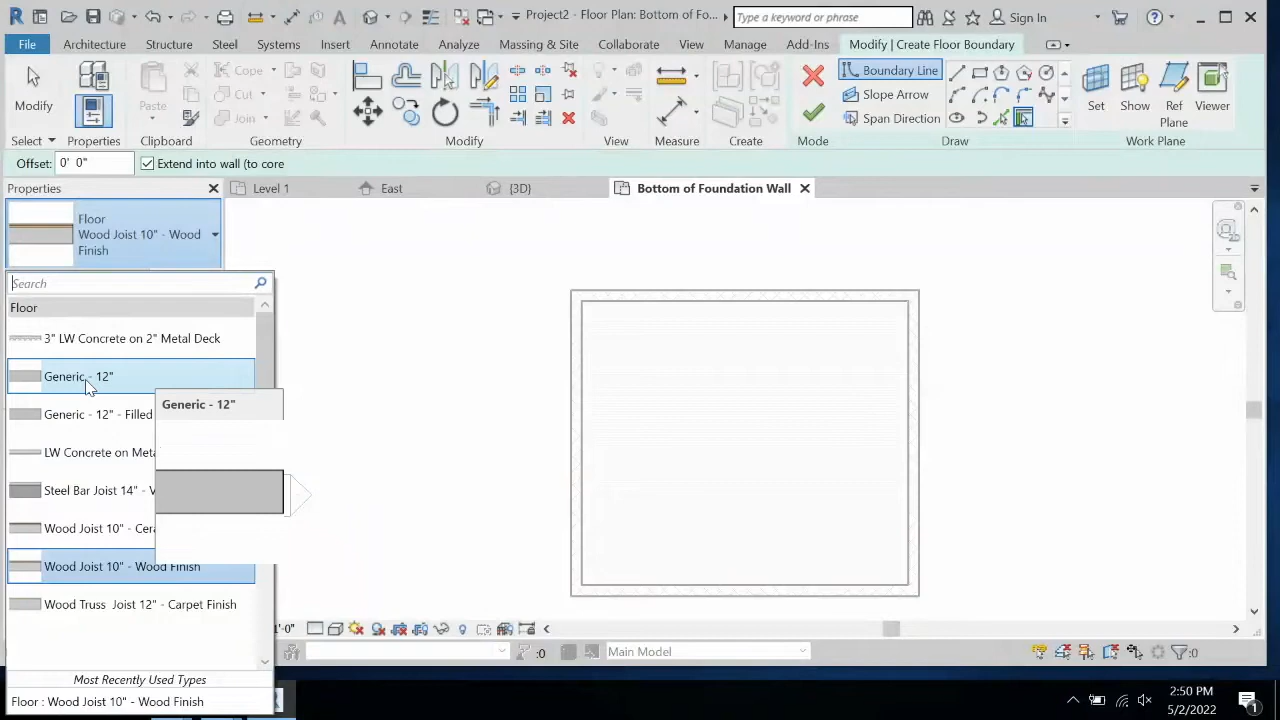 Project2 - Floor Plan: Bottom of Fo...
Type a keyword or phrase
Sign In
File
Architecture
Structure
Steel
Systems
Insert
Annotate
Analyze
Massing & Site
Collaborate
View
Manage
Add-Ins
Modify | Create Floor Boundary
Modify
Paste
Cope
Cut
Join
Boundary Line
Slope Arrow
Span Direction
Set
Show
Ref
Plane
Viewer
Select
Properties
Clipboard
Geometry
Modify
View
Measure
Create
Mode
Draw
Work Plane
Offset: 0' 0"
Extend into wall (to core
Properties
Level 1
East
{3D}
Bottom of Foundation Wall
Floor
Wood Joist 10" - Wood
Finish
Search
Floor
3" LW Concrete on 2" Metal Deck
Generic - 12"
Generic - 12"
Generic - 12" - Filled
LW Concrete on Meta
Steel Bar Joist 14" - V
Wood Joist 10" - Cera
Wood Joist 10" - Wood Finish
Wood Truss Joist 12" - Carpet Finish
1'-0"
:0
Main Model
:0
Most Recently Used Types
Floor : Wood Joist 10" - Wood Finish
2:50 PM
5/2/2022
1